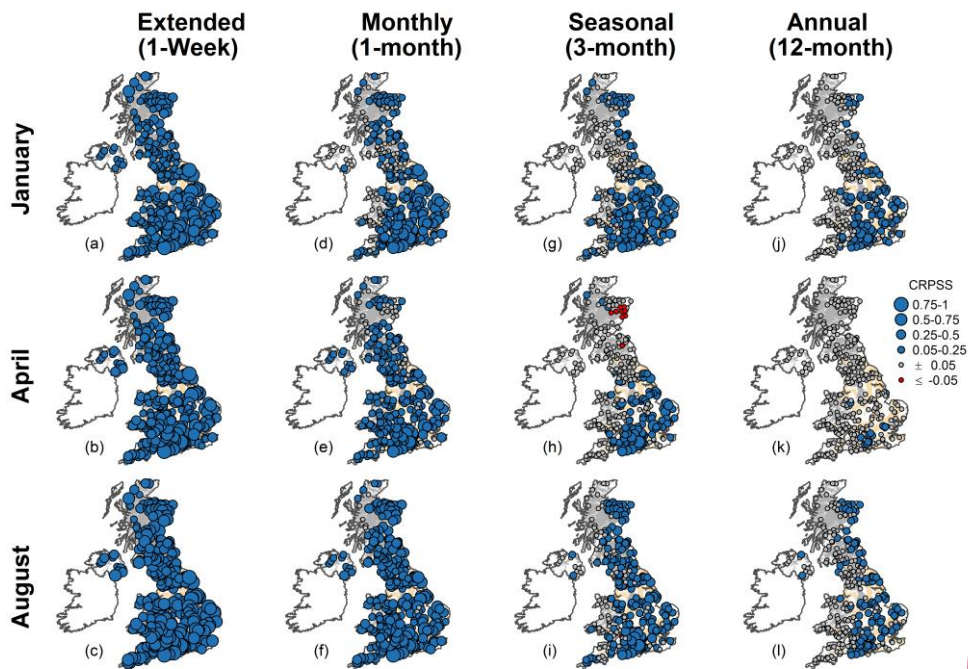 Extended
(1-Week)
Monthly
(1-month)
Seasonal
(3-month)
Annual
(12-month)
January
(a)
(d)
(g)
(j)
CRPSS
0.75-1
0.5-0.75
0.25-0.5
0.05-0.25
± 0.05
≤ -0.05
April
(b)
(e)
(h)
(k)
August
(c)
(f)
(i)
(l)